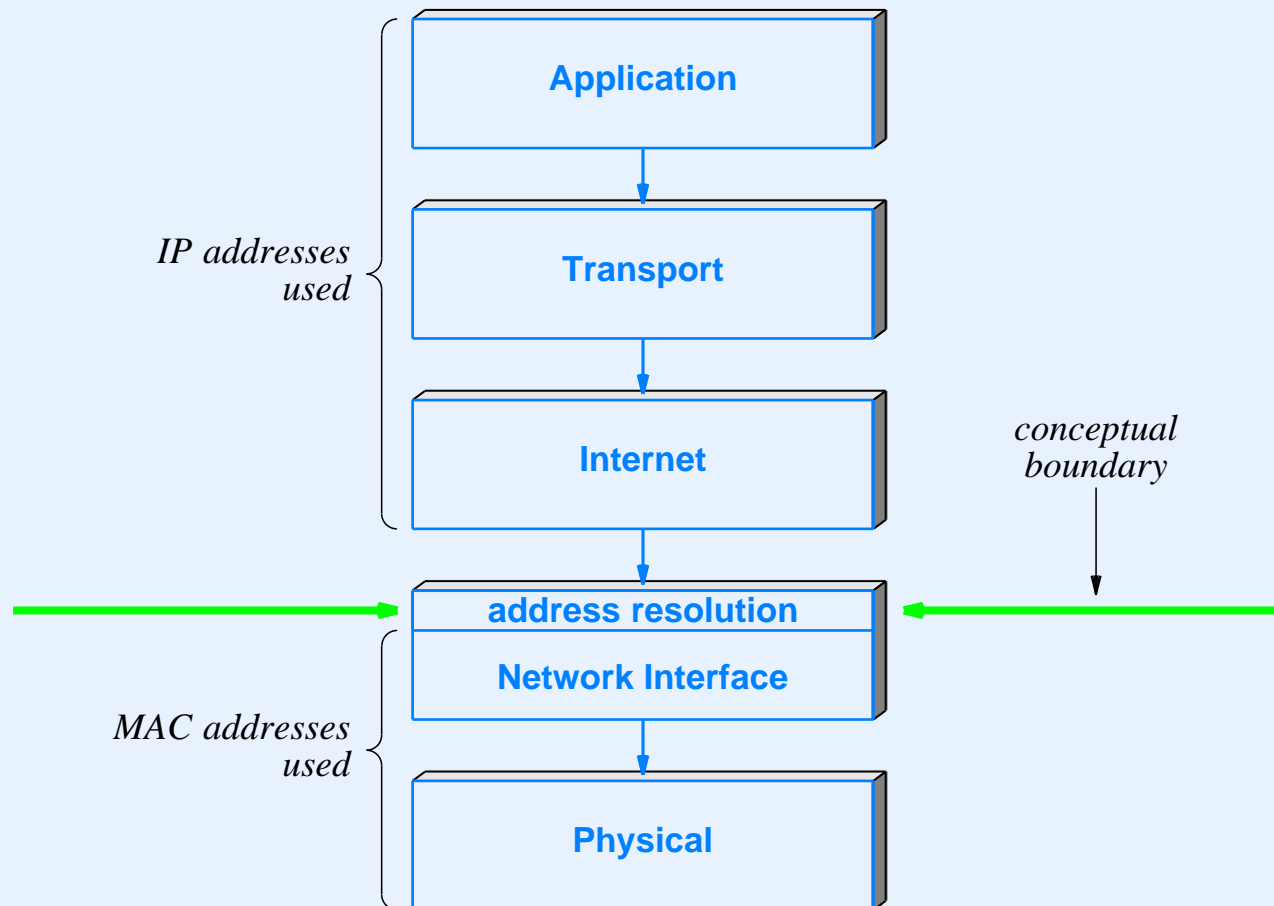 Application
Transport
IP addresses
used
Internet
conceptual
boundary
address resolution
Network Interface
MAC addresses
used
Physical